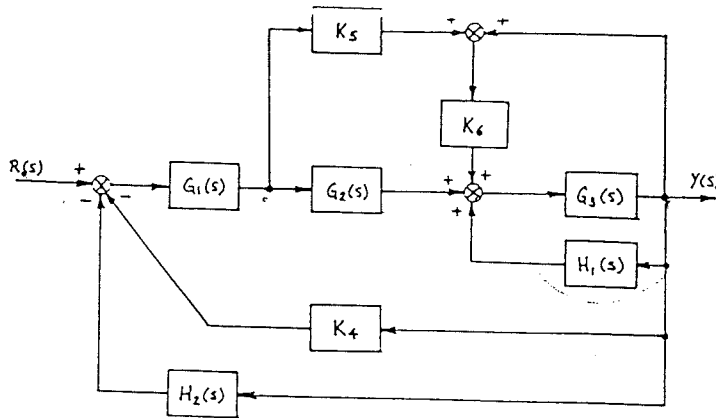 K₅
+ +
K₆
R(s) + G₁(s) G₂(s) + + G₃(s) Y(s)
− − +
H₁(s)
K₄
H₂(s)